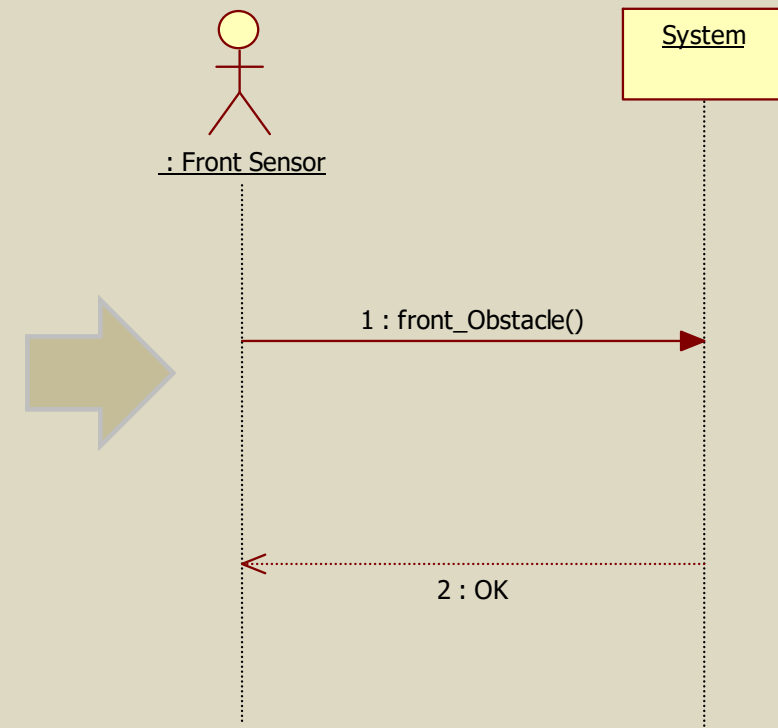 System
: Front Sensor
1 : front_Obstacle()
2 : OK